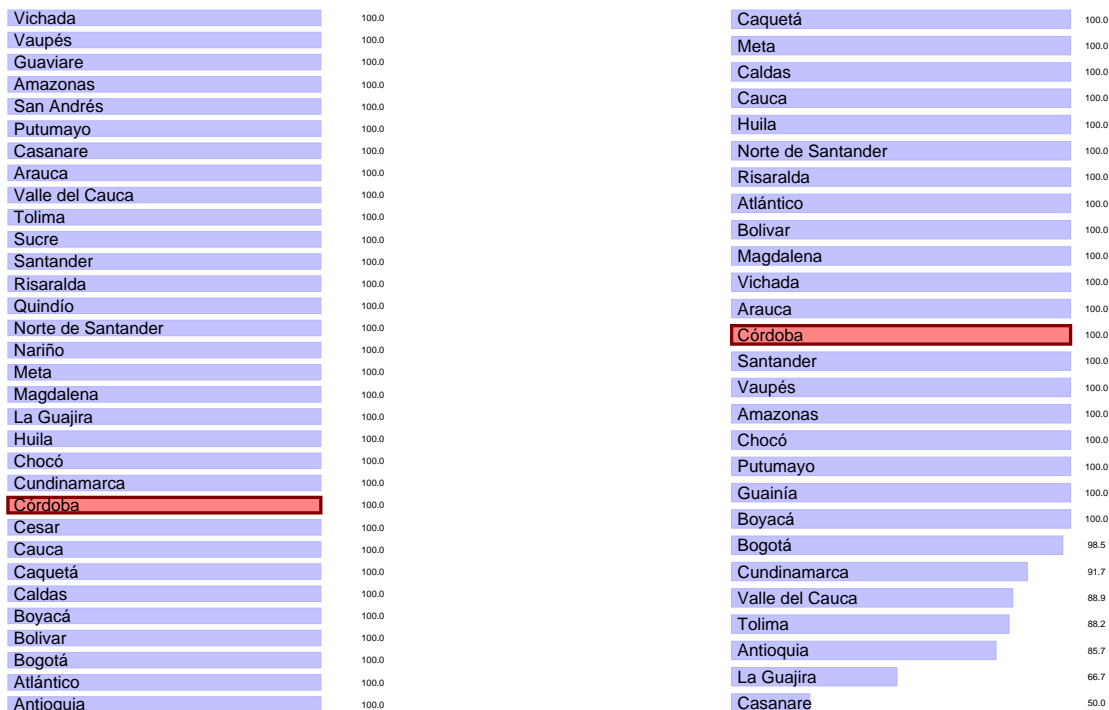 Vichada 100.0
Vaupés 100.0
Guaviare 100.0
Amazonas 100.0
San Andrés 100.0
Putumayo 100.0
Casanare 100.0
Arauca 100.0
Valle del Cauca 100.0
Tolima 100.0
Sucre 100.0
Santander 100.0
Risaralda 100.0
Quindío 100.0
Norte de Santander 100.0
Nariño 100.0
Meta 100.0
Magdalena 100.0
La Guajira 100.0
Huila 100.0
Chocó 100.0
Cundinamarca 100.0
Córdoba 100.0
Cesar 100.0
Cauca 100.0
Caquetá 100.0
Caldas 100.0
Boyacá 100.0
Bolivar 100.0
Bogotá 100.0
Atlántico 100.0
Antioquia 100.0
Caquetá 100.0
Meta 100.0
Caldas 100.0
Cauca 100.0
Huila 100.0
Norte de Santander 100.0
Risaralda 100.0
Atlántico 100.0
Bolivar 100.0
Magdalena 100.0
Vichada 100.0
Arauca 100.0
Córdoba 100.0
Santander 100.0
Vaupés 100.0
Amazonas 100.0
Chocó 100.0
Putumayo 100.0
Guainía 100.0
Boyacá 100.0
Bogotá 98.5
Cundinamarca 91.7
Valle del Cauca 88.9
Tolima 88.2
Antioquia 85.7
La Guajira 66.7
Casanare 50.0